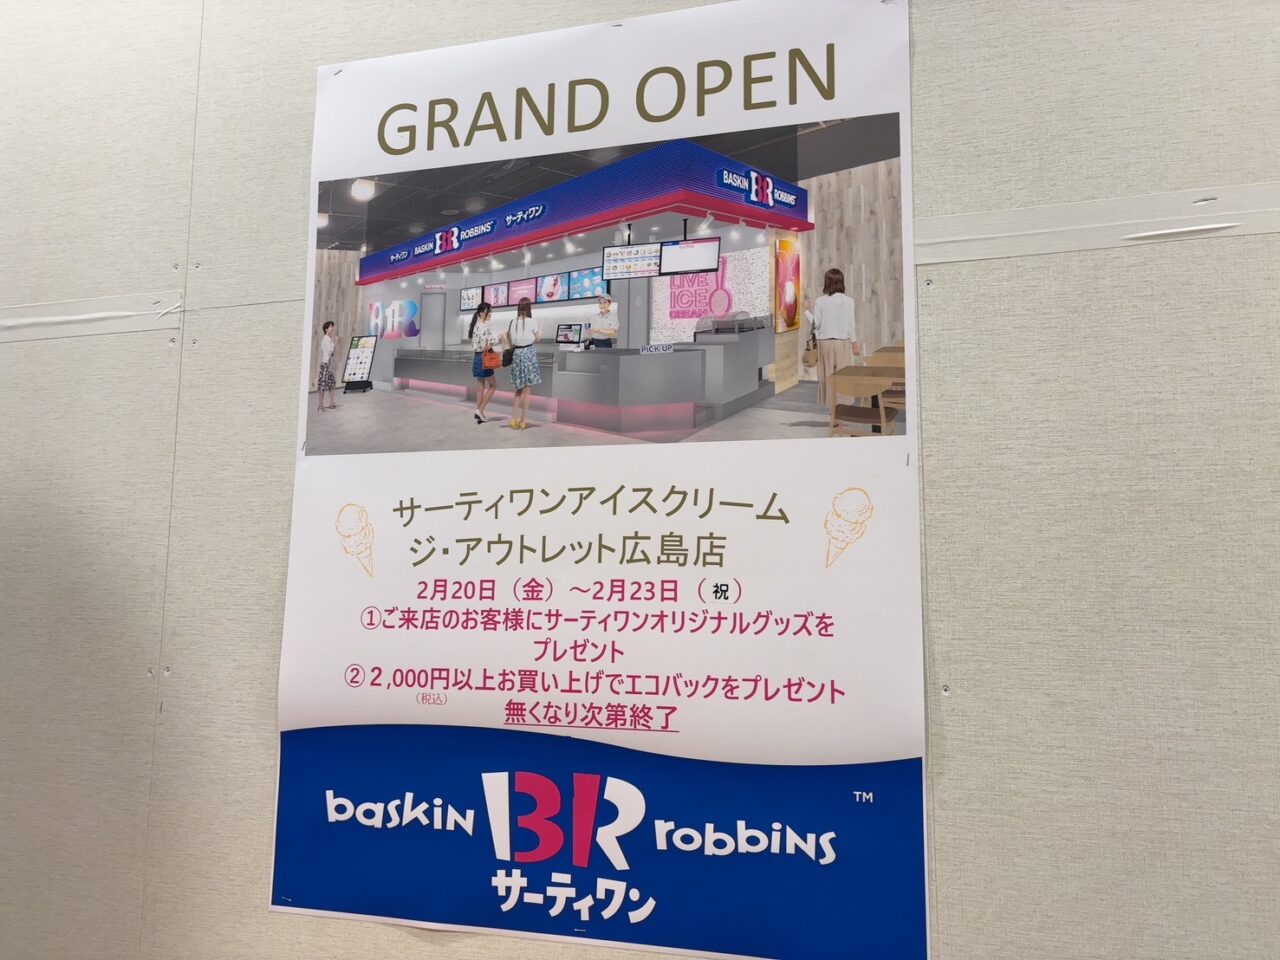 GRAND OPEN
サーティワン BASKIN BR ROBBINS サーティワン
BASKIN BR ROBBINS
BR
LIVE
ICE
CREAM
PICK UP
サーティワンアイスクリーム
ジ・アウトレット広島店
2月20日（金）～2月23日（祝）
①ご来店のお客様にサーティワンオリジナルグッズを
プレゼント
②２,000円以上お買い上げでエコバックをプレゼント
（税込）
無くなり次第終了
baskin BR robbins TM
サーティワン